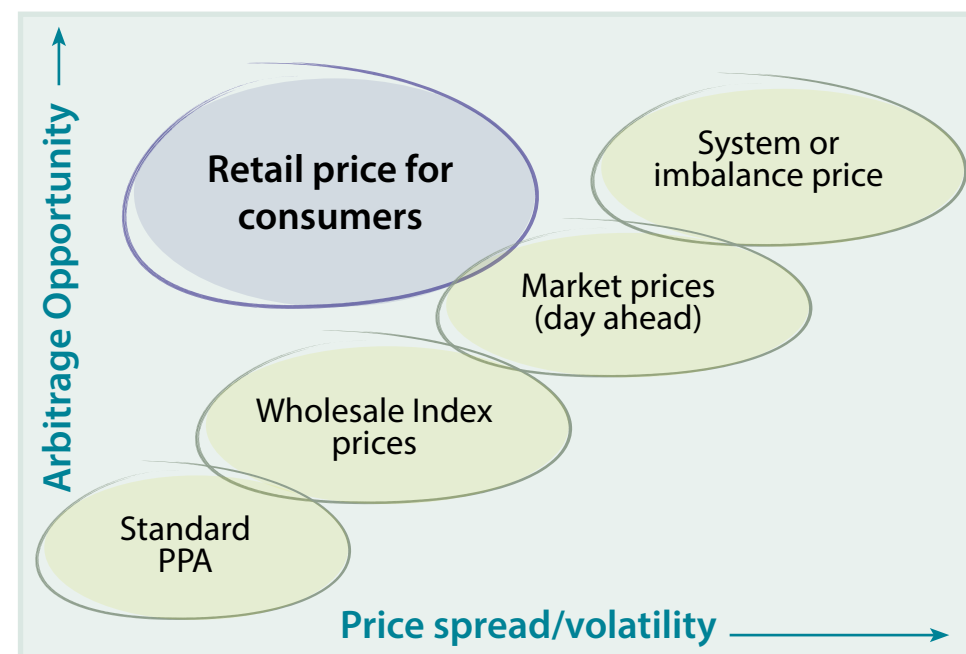 Arbitrage Opportunity
Retail price for
consumers
System or
imbalance price
Market prices
(day ahead)
Wholesale Index
prices
Standard
PPA
Price spread/volatility